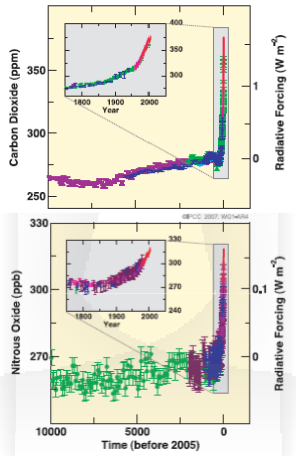 Carbon Dioxide (ppm)
350
300
250
400
350
300
1800 1900 2000
Year
1
0
Radiative Forcing (W m-2)
©IPCC 2007: WG1-AR4
Nitrous Oxide (ppb)
330
300
270
330
300
270
240
1800 1900 2000
Year
0.1
0
Radiative Forcing (W m-2)
10000 5000 0
Time (before 2005)